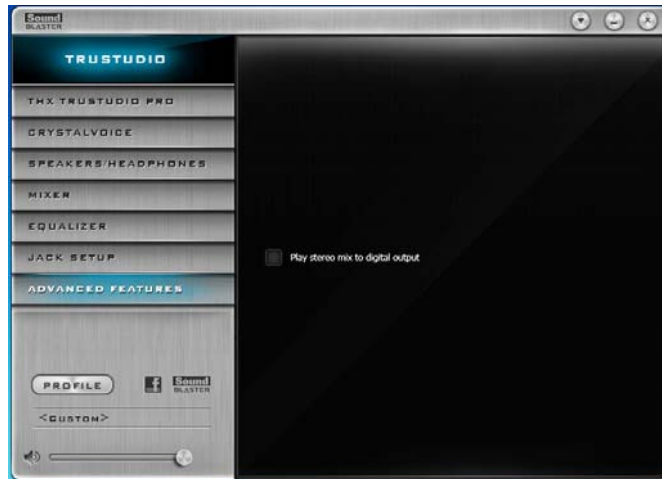 Sound
BLASTER
TRUSTUDIO
THX TRUSTUDIO PRO
CRYSTALVOICE
SPEAKERS/HEADPHONES
MIXER
EQUALIZER
JACK SETUP
Play stereo mix to digital output
ADVANCED FEATURES
PROFILE
f
Sound
BLASTER
<CUSTOM>